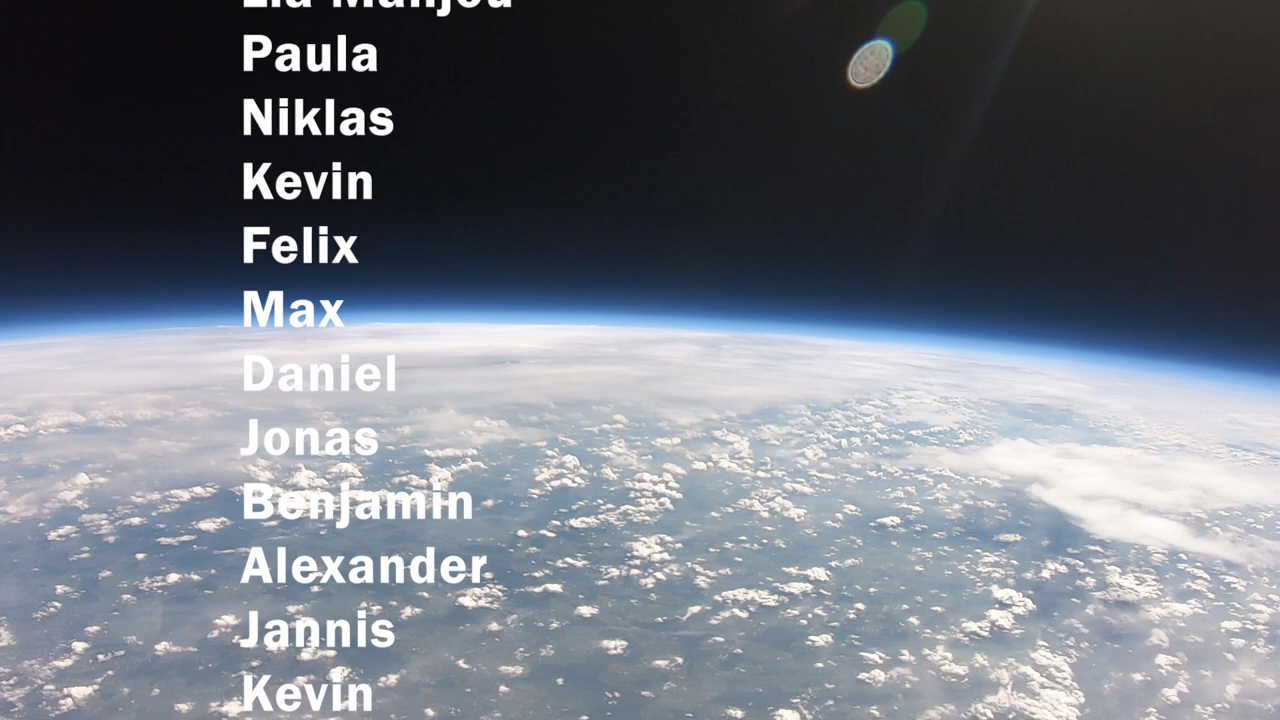 Paula
Niklas
Kevin
Felix
Max
Daniel
Jonas
Benjamin
Alexander
Jannis
Kevin